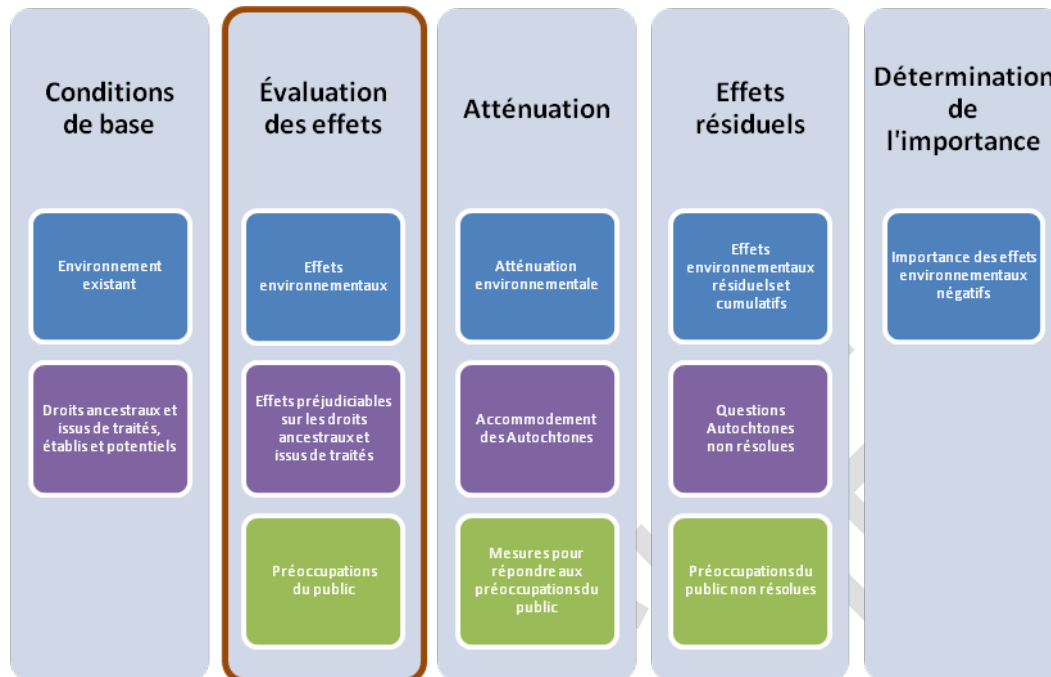 Conditions
de base
Environnement
existant
Droits ancestraux et
issus de traités,
établis et potentiels
Évaluation
des effets
Effets
environnementaux
Effets préjudiciables
sur les droits
ancestraux et
issus de traités
Préoccupations
du public
Atténuation
Atténuation
environnementale
Accommodement
des Autochtones
Mesures pour
répondre aux
préoccupations du
public
Effets
résiduels
Effets
environnementaux
résiduels et
cumulatifs
Questions
Autochtones
non résolues
Préoccupations du
public non résolues
Détermination
de
l'importance
Importance des effets
environnementaux
négatifs